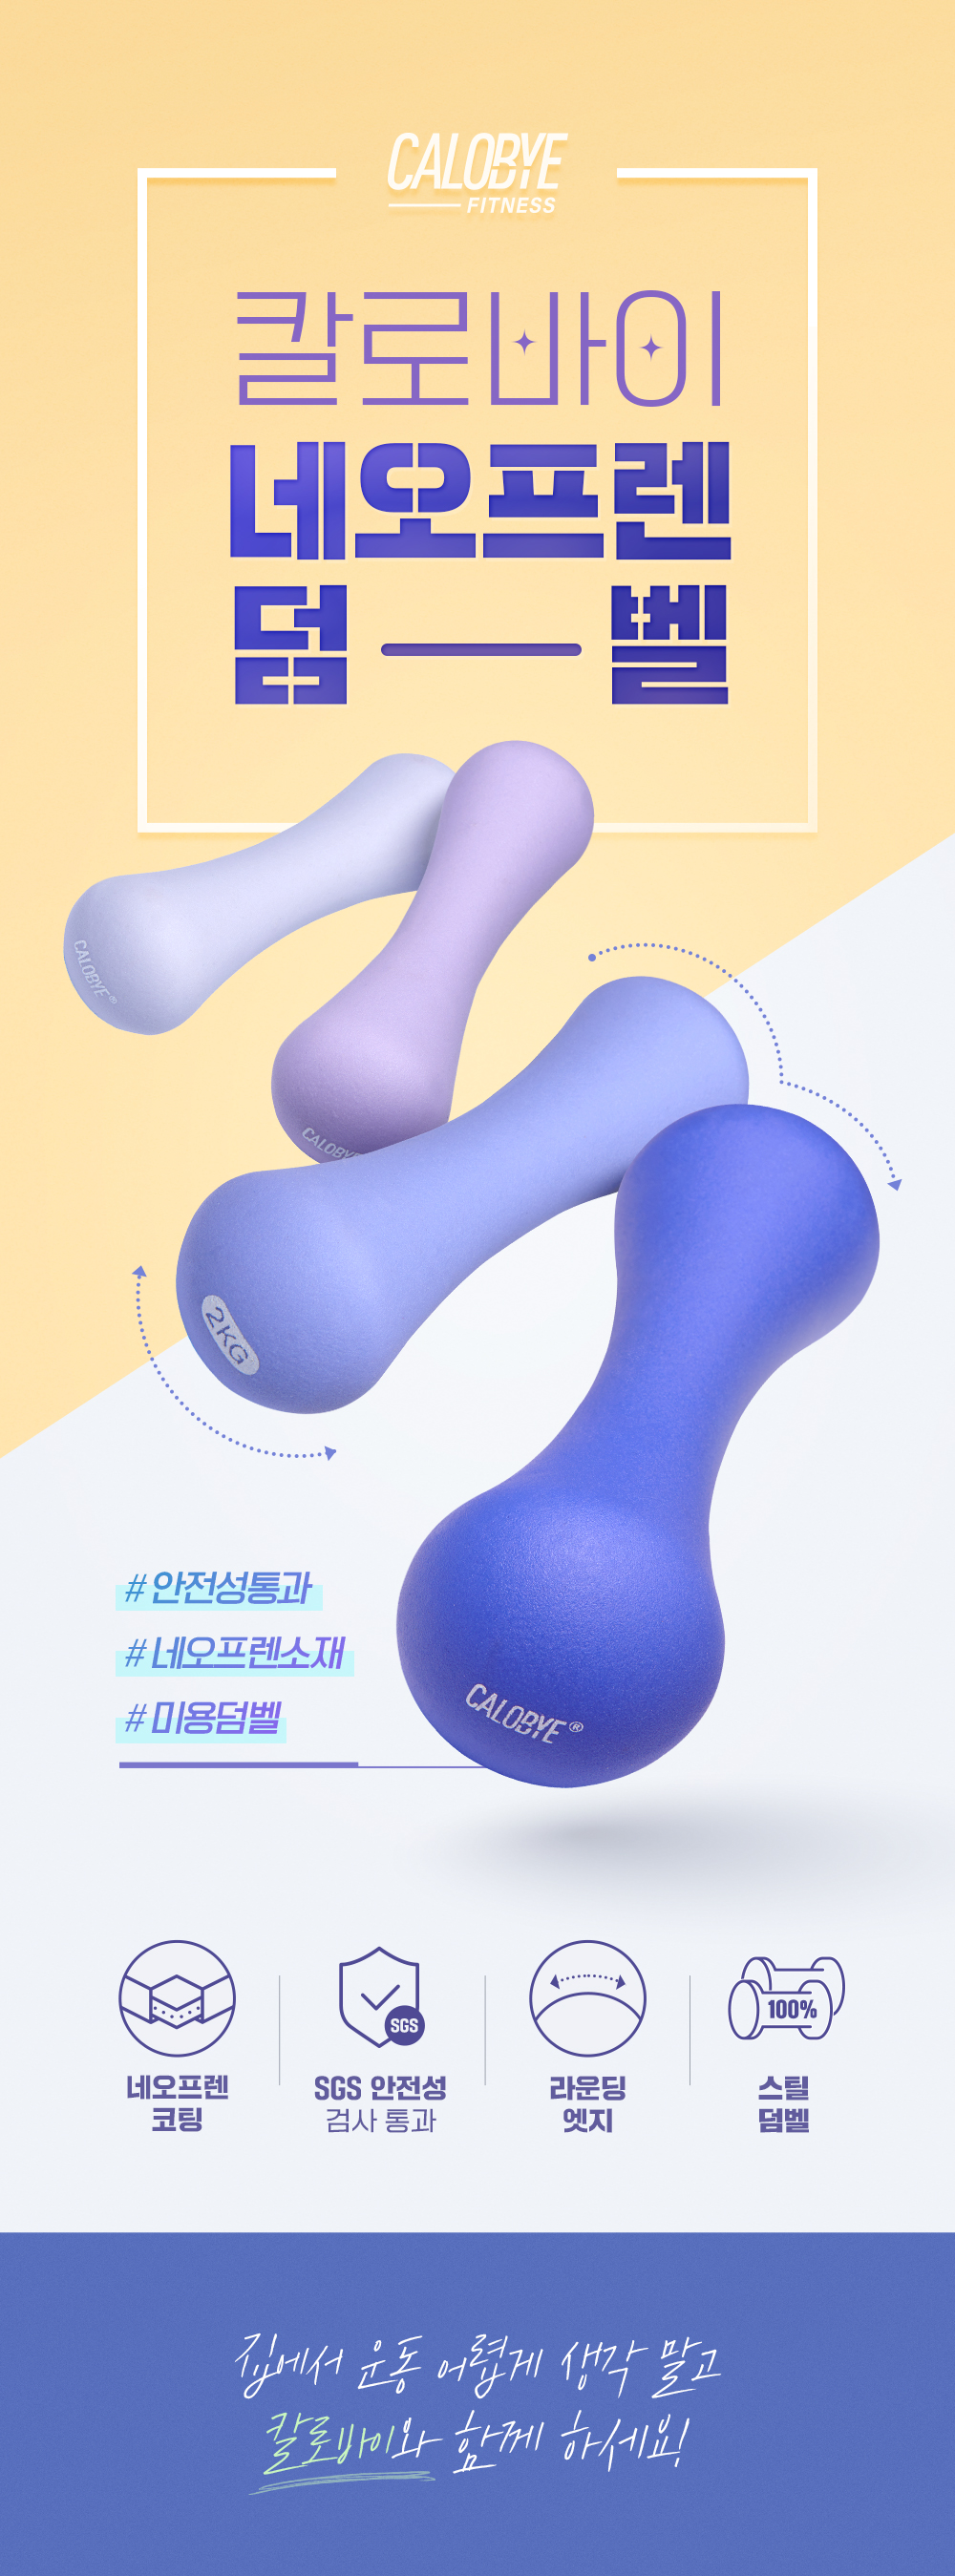 CALOBYE
FITNESS
칼로바이
네오프렌
덤 벨
CALOBYE®
CALOBYE
2KG
#안전성통과
#네오프렌소재
#미용덤벨
CALOBYE®
SGS
100%
네오프렌
코팅
SGS 안전성
검사 통과
라운딩
엣지
스틸
덤벨
집에서 운동 어렵게 생각 말고
칼로바이와 함께 하세요!